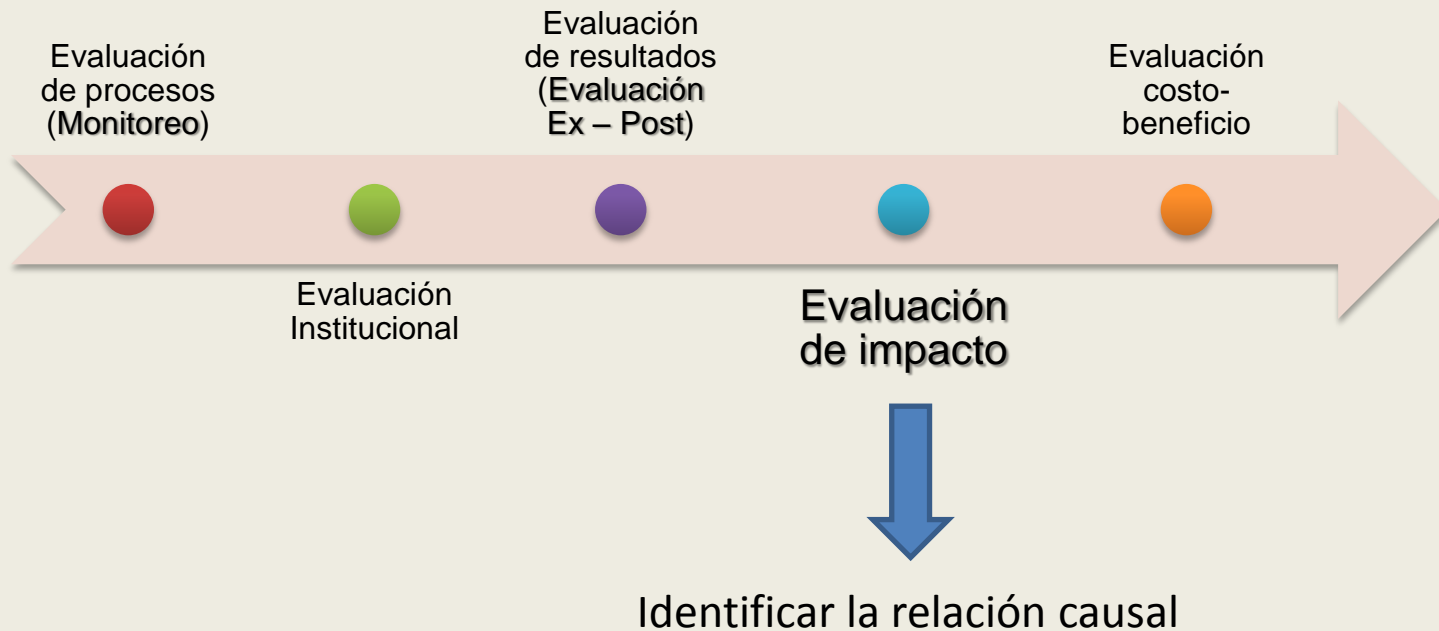 Evaluación
de procesos
(Monitoreo)
Evaluación
Institucional
Evaluación
de resultados
(Evaluación
Ex – Post)
Evaluación
de impacto
Evaluación
costo-
beneficio
Identificar la relación causal